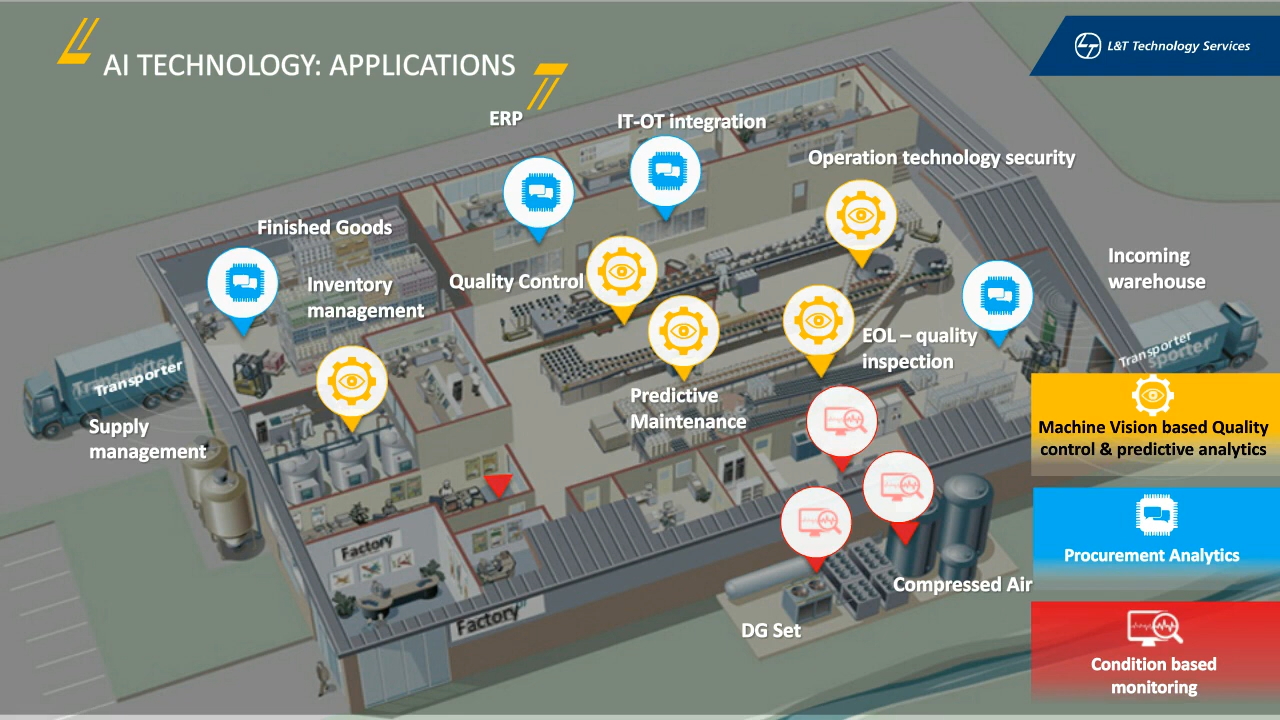 AI TECHNOLOGY: APPLICATIONS
L&T Technology Services
ERP
IT-OT integration
Operation technology security
Finished Goods
Incoming
warehouse
Inventory
management
Quality Control
EOL – quality
inspection
Transporter
Transporter
Predictive
Maintenance
Supply
management
Machine Vision based Quality
control & predictive analytics
Procurement Analytics
Factory
Factory
Compressed Air
DG Set
Condition based
monitoring